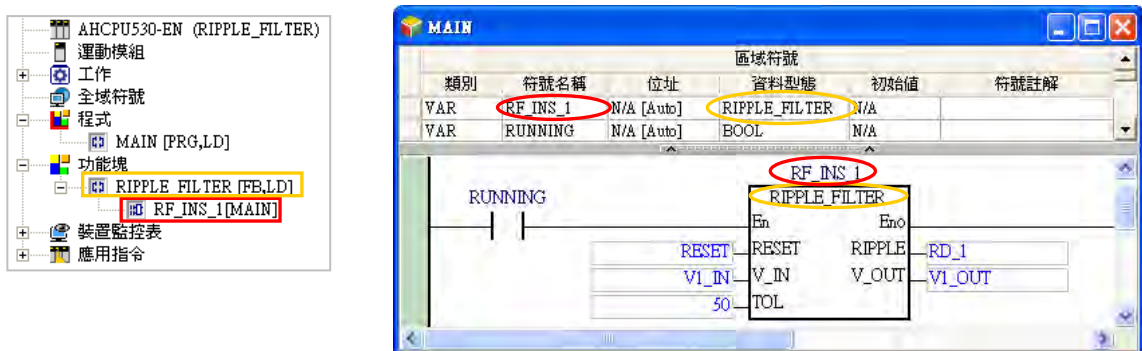 AHCPU530-EN (RIPPLE_FILTER)
運動模組
工作
全域符號
程式
MAIN [PRG,LD]
功能塊
RIPPLE_FILTER [FB,LD]
RF_INS_1[MAIN]
裝置監控表
應用指令
MAIN
區域符號
類別 符號名稱 位址 資料型態 初始值 符號註解
VAR RF_INS_1 N/A [Auto] RIPPLE_FILTER N/A
VAR RUNNING N/A [Auto] BOOL N/A
RF_INS_1
RUNNING RIPPLE_FILTER
En Eno
RESET RESET RIPPLE RD_1
V1_IN V_IN V_OUT V1_OUT
50 TOL